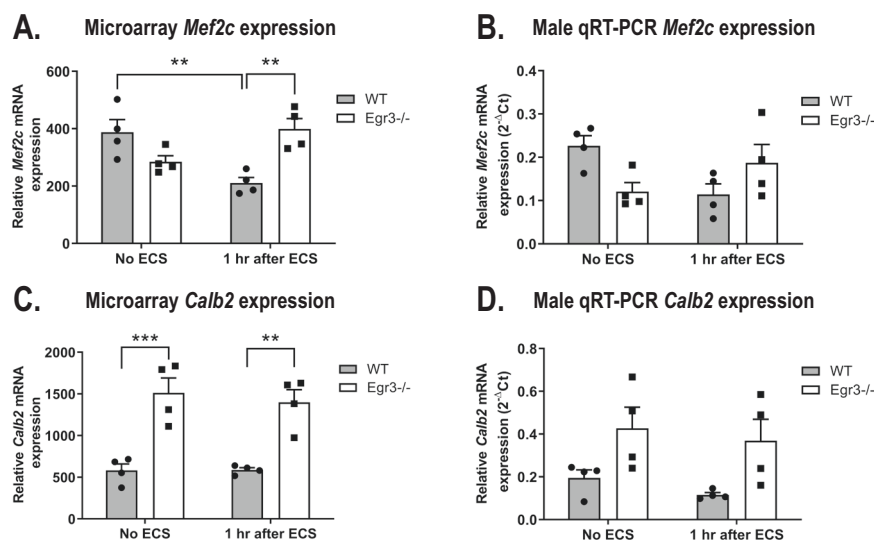 A. Microarray Mef2c expression
Relative Mef2c mRNA
expression
600
400
200
0
**
**
WT
Egr3-/-
No ECS
1 hr after ECS
B. Male qRT-PCR Mef2c expression
Relative Mef2c mRNA
expression (2^-ΔCt)
0.4
0.3
0.2
0.1
0.0
WT
Egr3-/-
No ECS
1 hr after ECS
C. Microarray Calb2 expression
Relative Calb2 mRNA
expression
2000
1500
1000
500
0
***
**
WT
Egr3-/-
No ECS
1 hr after ECS
D. Male qRT-PCR Calb2 expression
Relative Calb2 mRNA
expression (2^-ΔCt)
0.8
0.6
0.4
0.2
0.0
WT
Egr3-/-
No ECS
1 hr after ECS